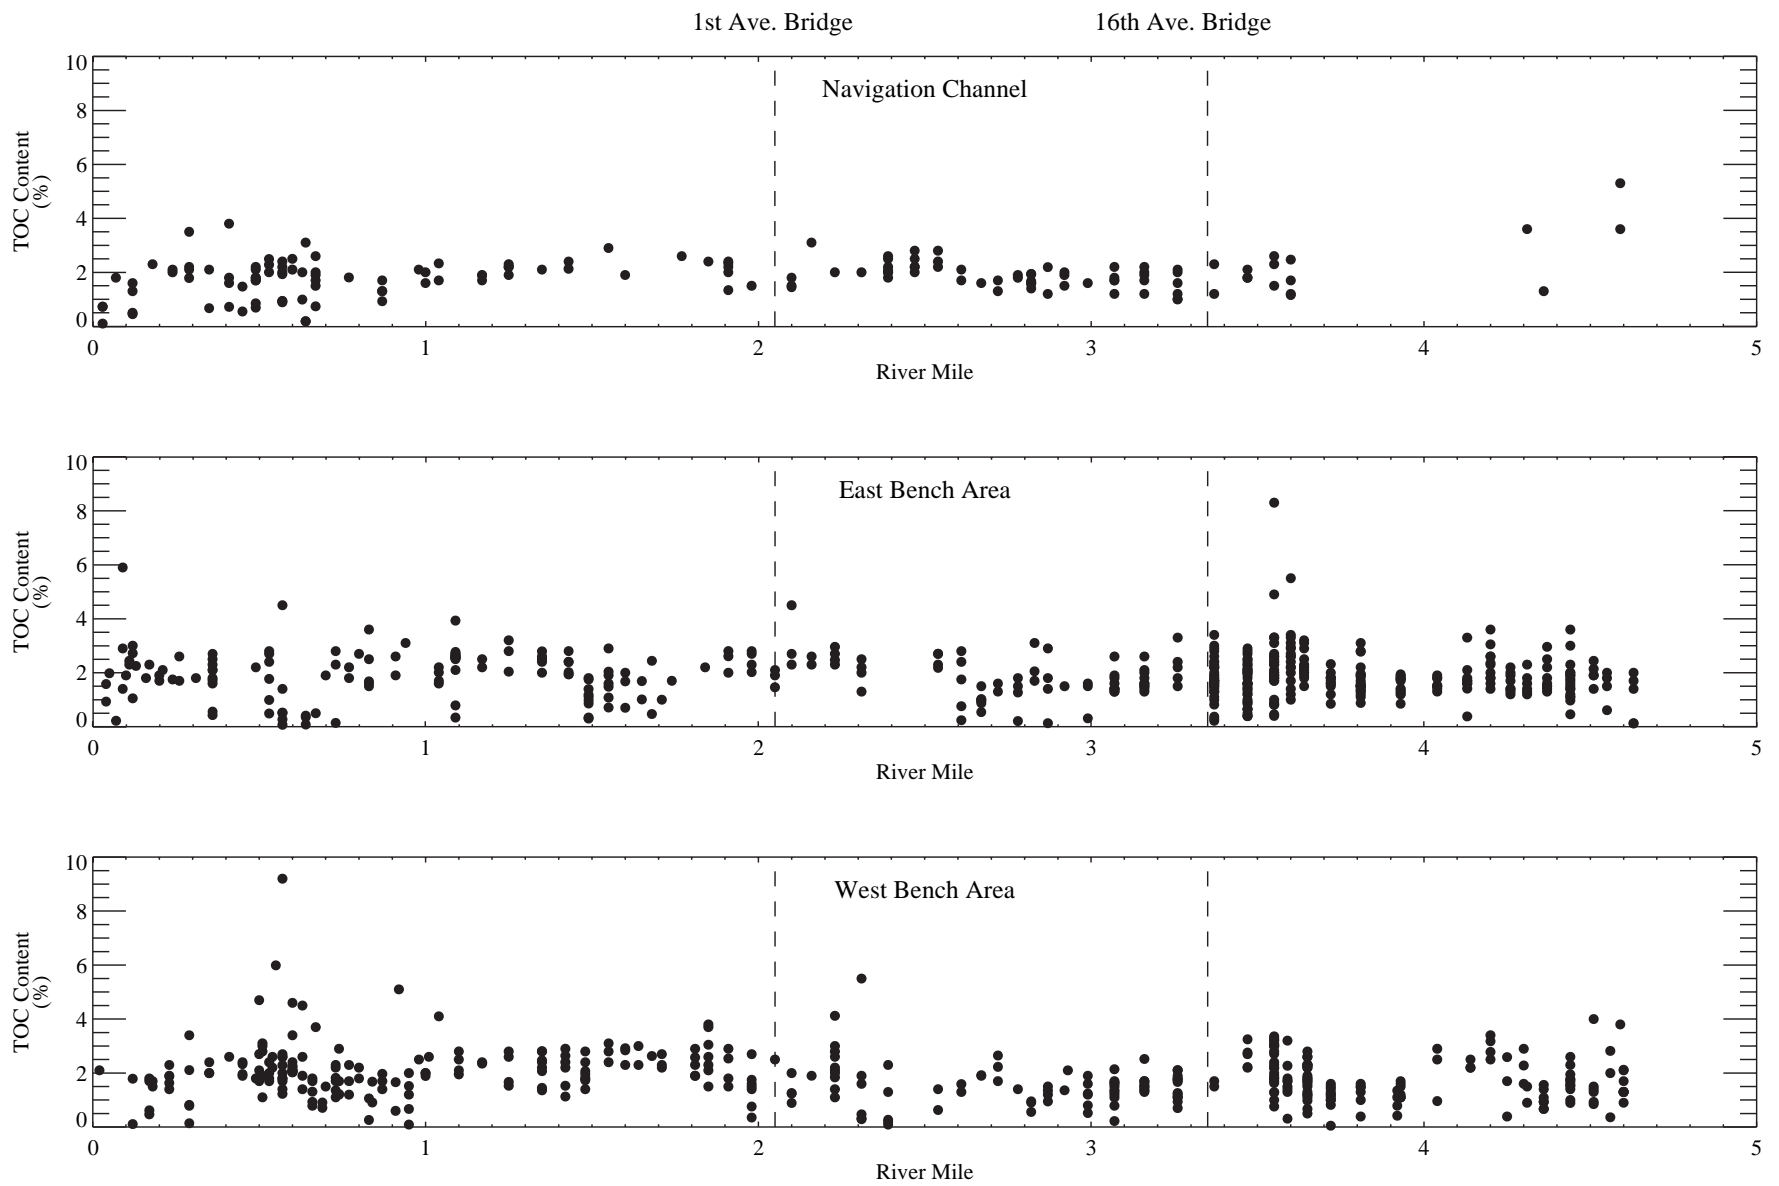 1st Ave. Bridge 16th Ave. Bridge
Navigation Channel
TOC Content
(%)
10
8
6
4
2
0
0 1 2 3 4 5
River Mile
East Bench Area
TOC Content
(%)
10
8
6
4
2
0
0 1 2 3 4 5
River Mile
West Bench Area
TOC Content
(%)
10
8
6
4
2
0
0 1 2 3 4 5
River Mile